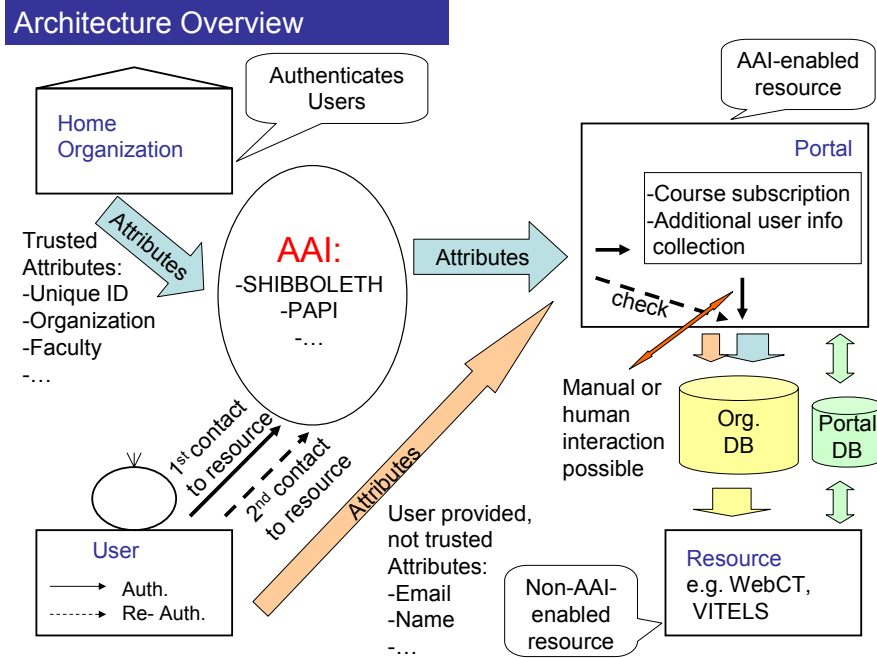 Architecture Overview
Authenticates
Users
AAI-enabled
resource
Home
Organization
Portal
-Course subscription
-Additional user info
collection
Attributes
Trusted
Attributes:
-Unique ID
-Organization
-Faculty
-...
AAI:
-SHIBBOLETH
-PAPI
-...
Attributes
check
Manual or
human
interaction
possible
Org.
DB
Portal
DB
1st contact
to resource
2nd contact
to resource
Attributes
User provided,
not trusted
Attributes:
-Email
-Name
-...
User
Auth.
Re- Auth.
Non-AAI-
enabled
resource
Resource
e.g. WebCT,
VITELS